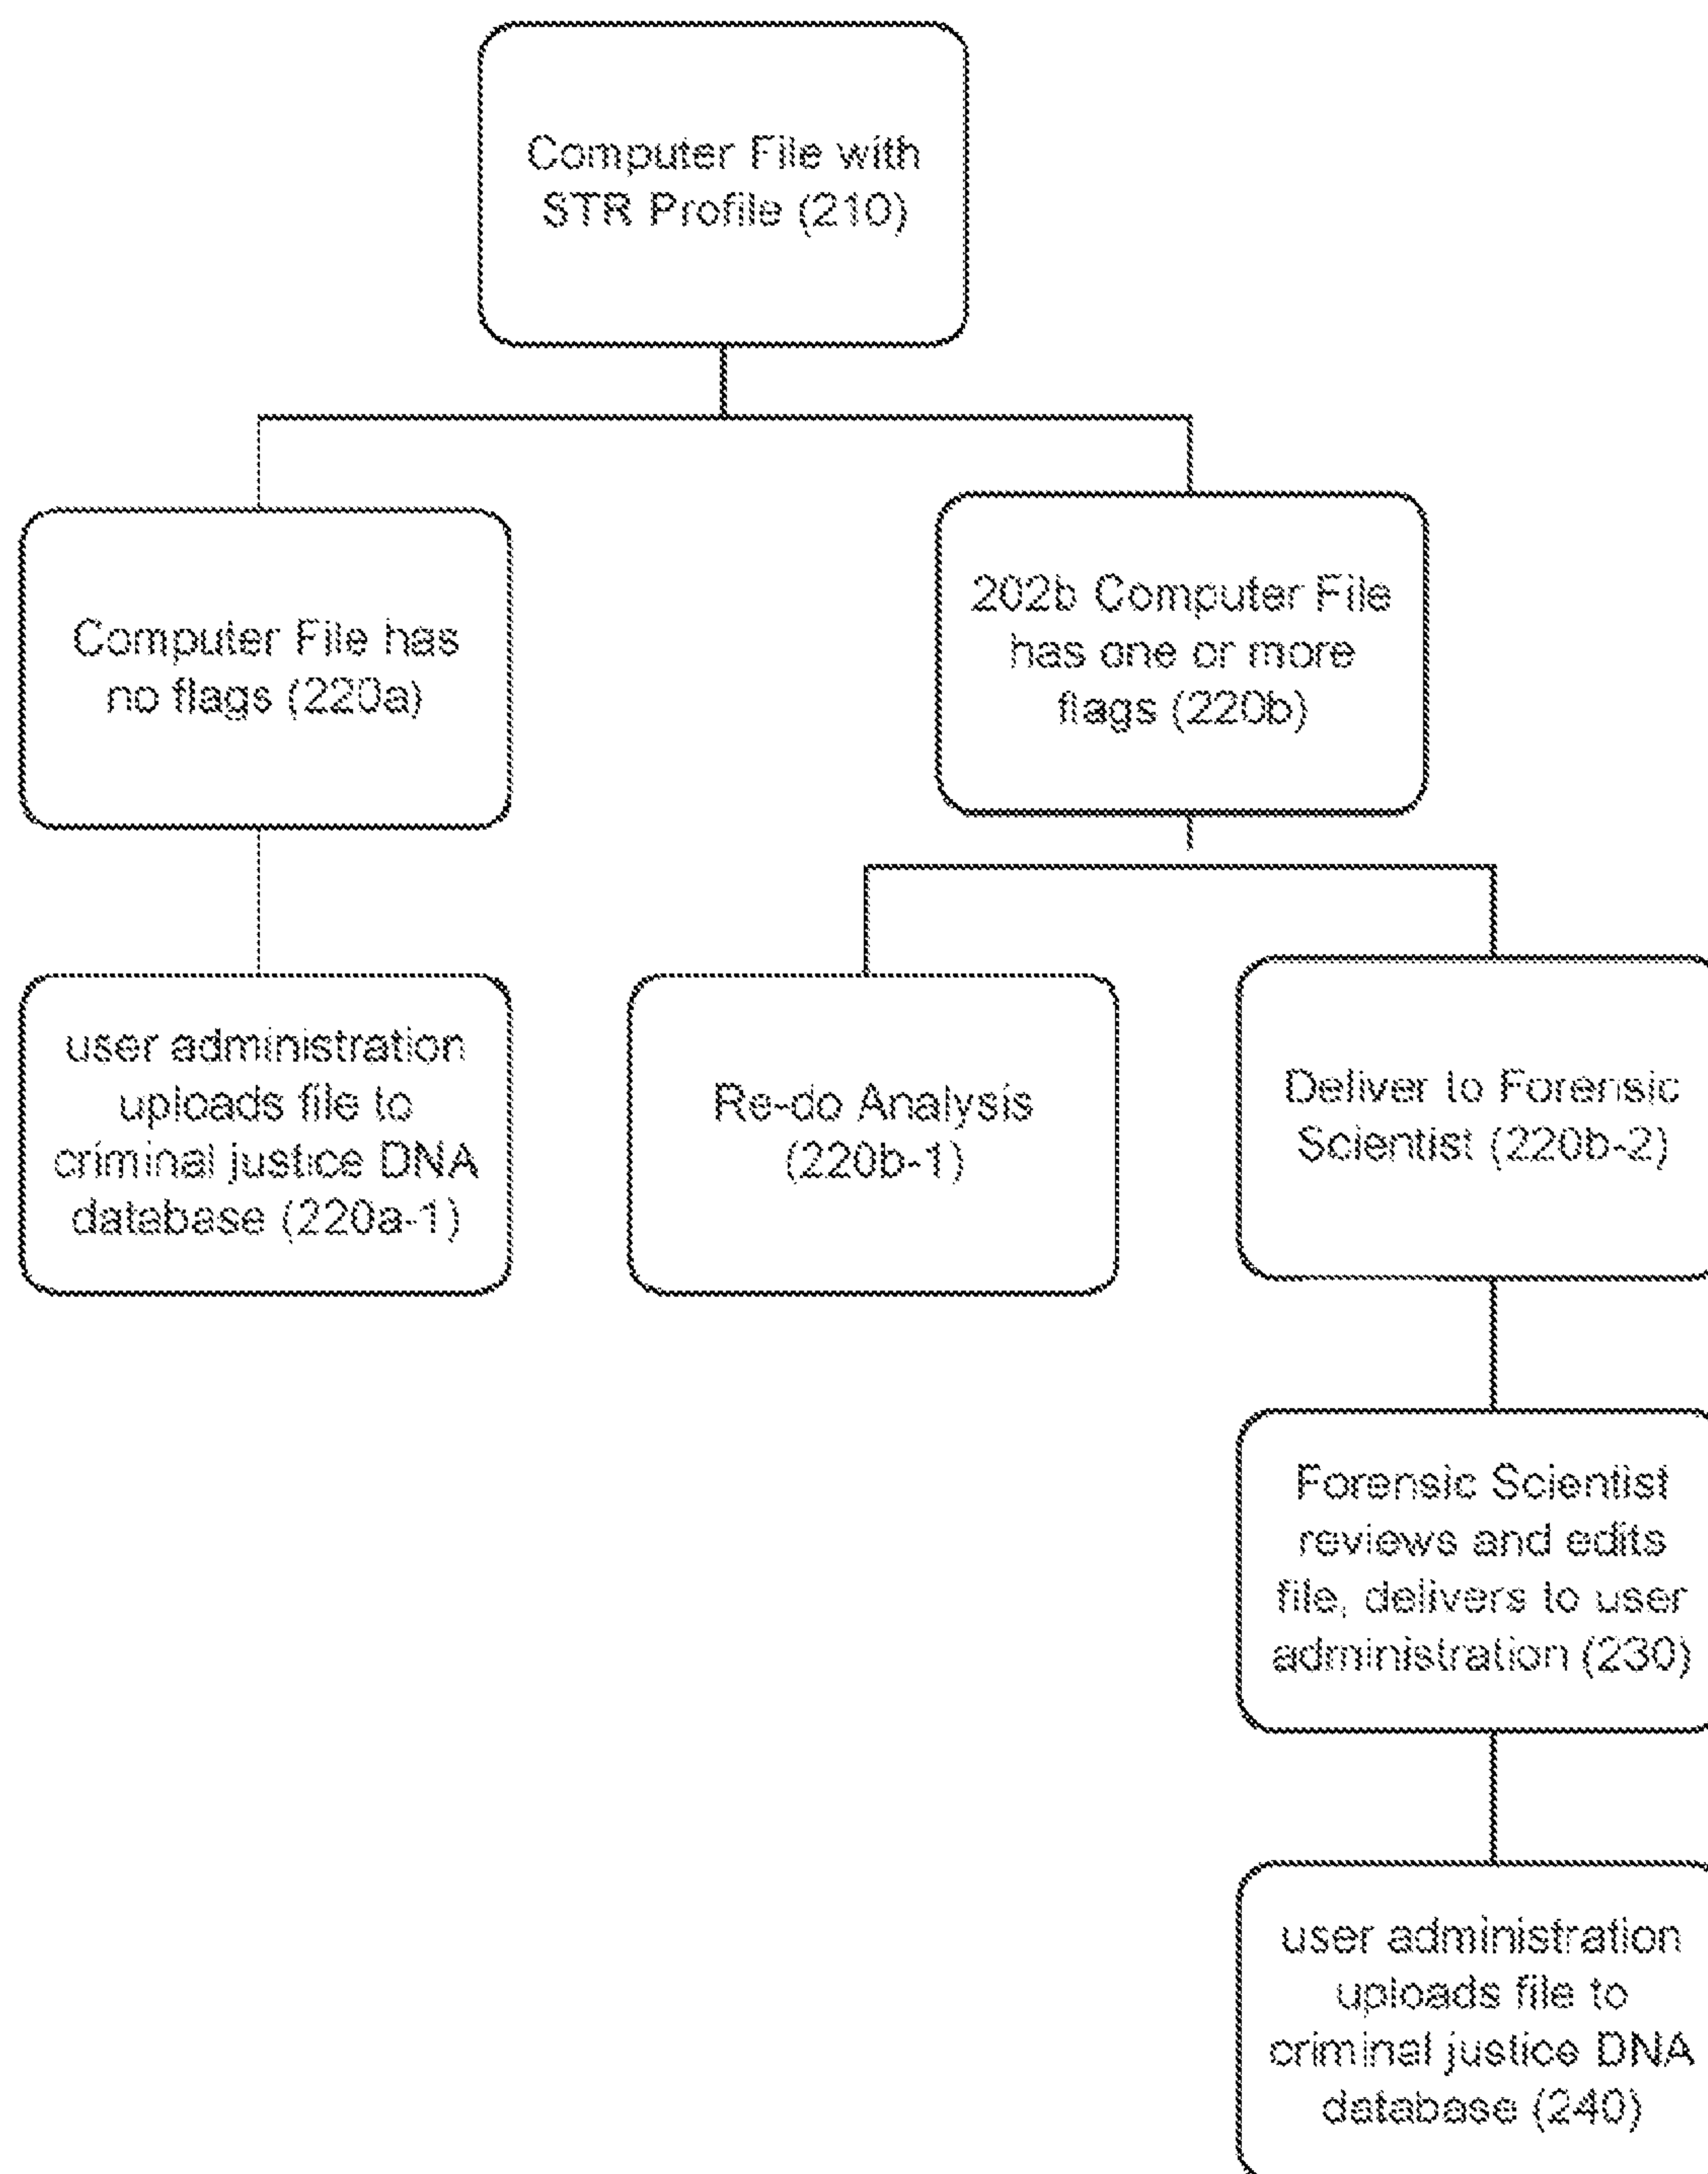 Computer File with
STR Profile (210)
Computer File has
no flags (220a)
202b Computer File
has one or more
flags (220b)
user administration
uploads file to
criminal justice DNA
database (220a-1)
Re-do Analysis
(220b-1)
Deliver to Forensic
Scientist (220b-2)
Forensic Scientist
reviews and edits
file, delivers to user
administration (230)
user administration
uploads file to
criminal justice DNA
database (240)